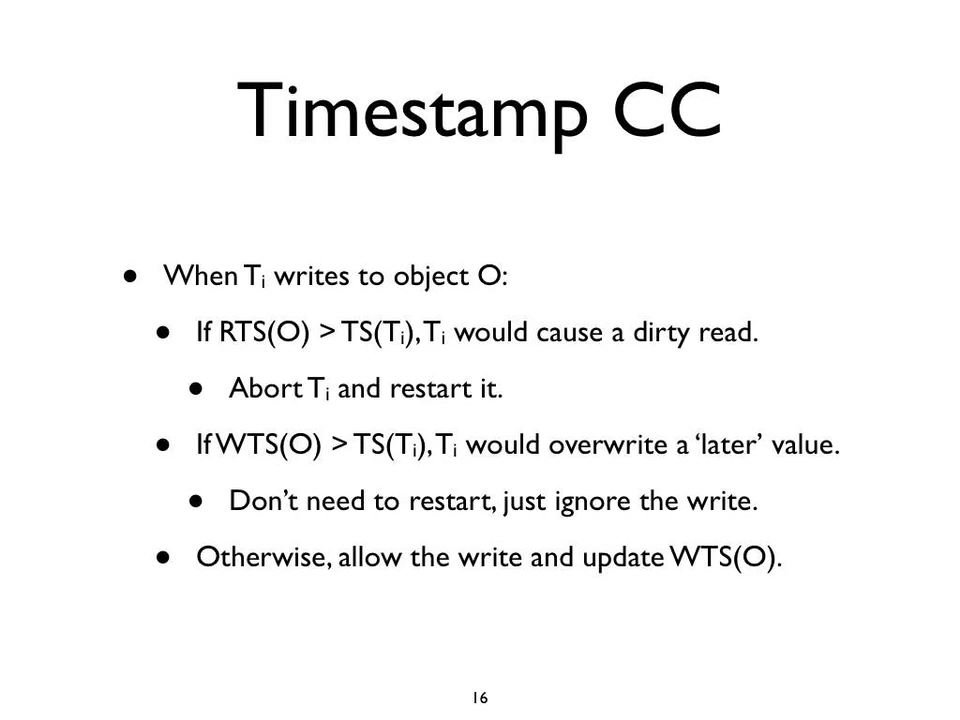 Timestamp CC
• When Tᵢ writes to object O:
• If RTS(O) > TS(Tᵢ), Tᵢ would cause a dirty read.
• Abort Tᵢ and restart it.
• If WTS(O) > TS(Tᵢ), Tᵢ would overwrite a ‘later’ value.
• Don’t need to restart, just ignore the write.
• Otherwise, allow the write and update WTS(O).
16